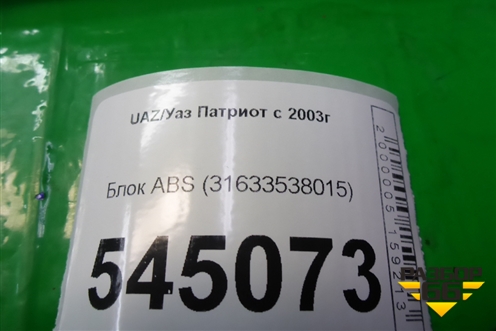 UAZ/Уаз Патриот с 2003г
Блок ABS (31633538015)
545073